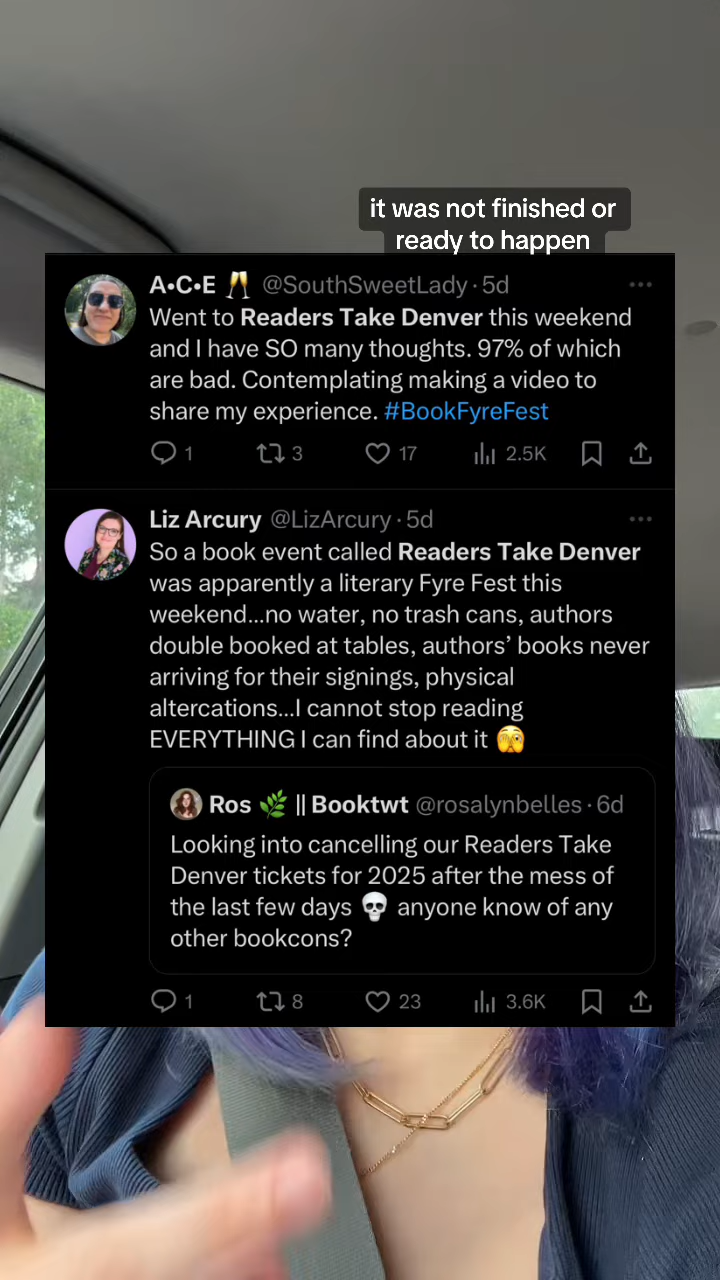 it was not finished or
ready to happen
A•C•E 🥂 @SouthSweetLady · 5d
Went to Readers Take Denver this weekend
and I have SO many thoughts. 97% of which
are bad. Contemplating making a video to
share my experience. #BookFyreFest
1 3 17 2.5K
Liz Arcury @LizArcury · 5d
So a book event called Readers Take Denver
was apparently a literary Fyre Fest this
weekend...no water, no trash cans, authors
double booked at tables, authors’ books never
arriving for their signings, physical
altercations...I cannot stop reading
EVERYTHING I can find about it 🫣
Ros 🌿 || Booktwt @rosalynbelles · 6d
Looking into cancelling our Readers Take
Denver tickets for 2025 after the mess of
the last few days 💀 anyone know of any
other bookcons?
1 8 23 3.6K